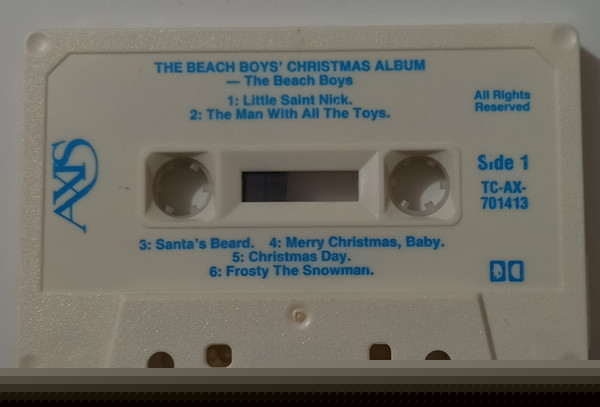 THE BEACH BOYS' CHRISTMAS ALBUM
— The Beach Boys
1: Little Saint Nick.
2: The Man With All The Toys.
All Rights
Reserved
AXIS
Side 1
TC-AX-
701413
3: Santa's Beard. 4: Merry Christmas, Baby.
5: Christmas Day.
6: Frosty The Snowman.